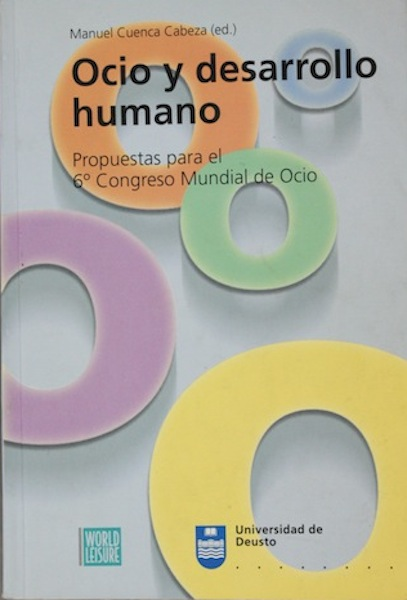 Manuel Cuenca Cabeza (ed.)
Ocio y desarrollo
humano
Propuestas para el
6º Congreso Mundial de Ocio
WORLD
LEISURE
Universidad de
Deusto